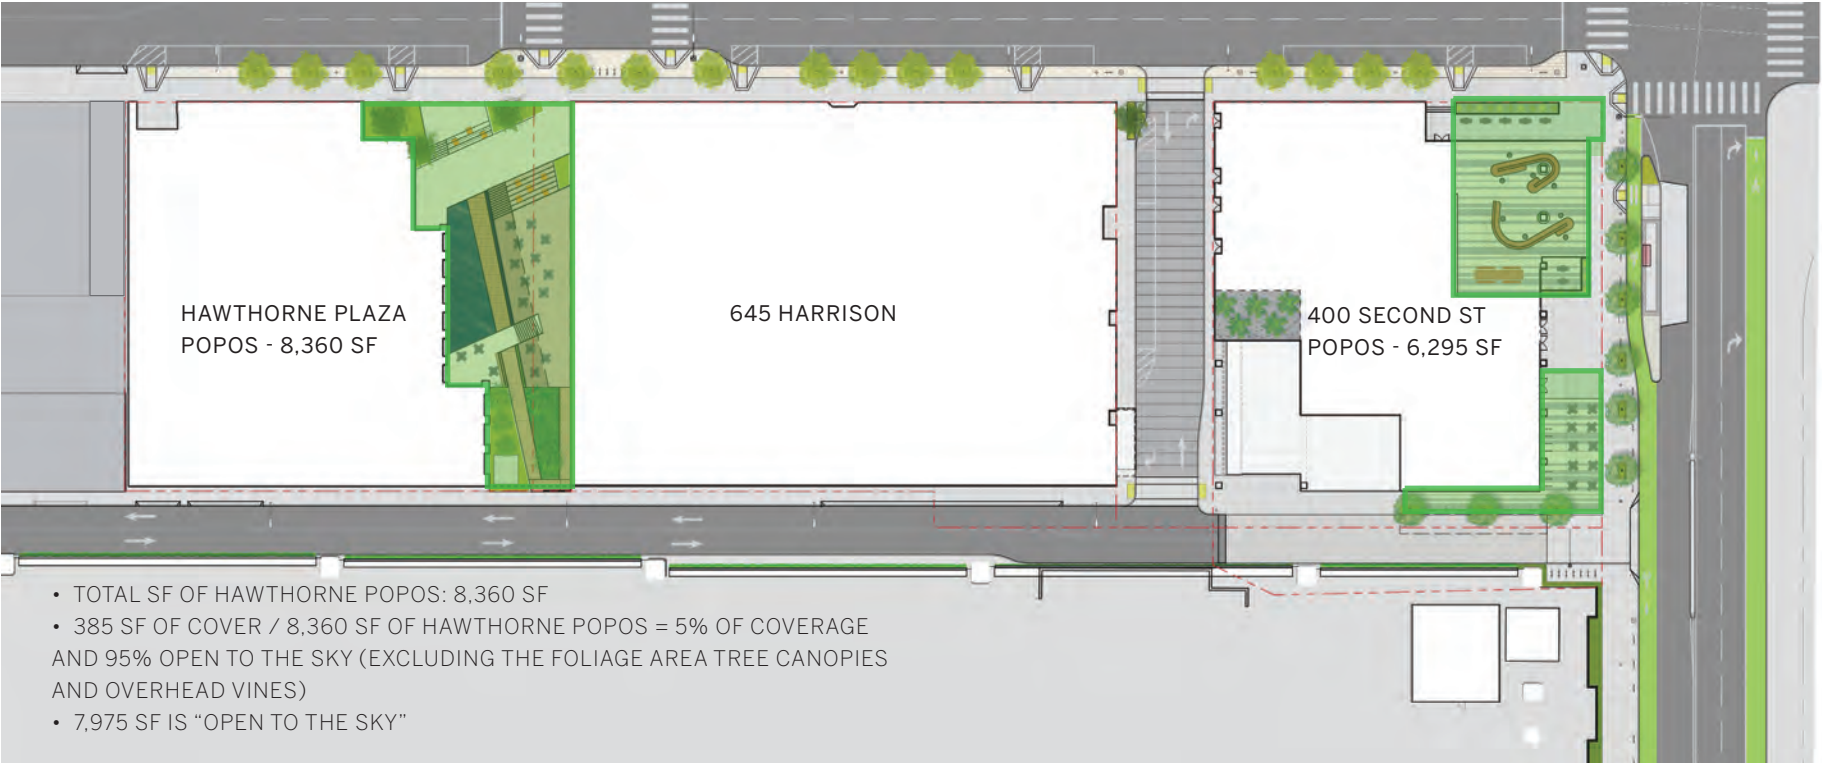 HAWTHORNE PLAZA
POPOS - 8,360 SF
645 HARRISON
400 SECOND ST
POPOS - 6,295 SF
• TOTAL SF OF HAWTHORNE POPOS: 8,360 SF
• 385 SF OF COVER / 8,360 SF OF HAWTHORNE POPOS = 5% OF COVERAGE
AND 95% OPEN TO THE SKY (EXCLUDING THE FOLIAGE AREA TREE CANOPIES
AND OVERHEAD VINES)
• 7,975 SF IS “OPEN TO THE SKY”